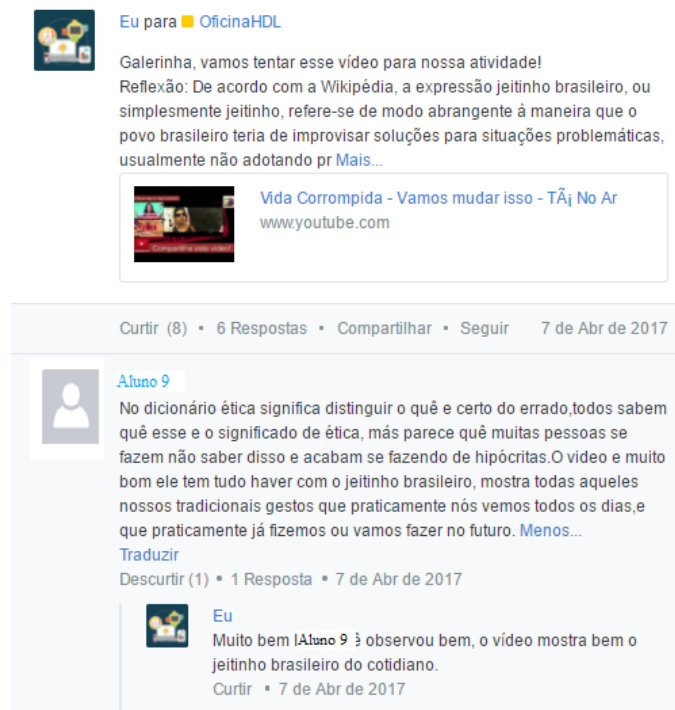 Eu para OficinaHDL
Galerinha, vamos tentar esse vídeo para nossa atividade!
Reflexão: De acordo com a Wikipédia, a expressão jeitinho brasileiro, ou
simplesmente jeitinho, refere-se de modo abrangente à maneira que o
povo brasileiro teria de improvisar soluções para situações problemáticas,
usualmente não adotando pr Mais...
Vida Corrompida - Vamos mudar isso - TÃ¡ No Ar
www.youtube.com
Compartilhe este vídeo!
Curtir (8) • 6 Respostas • Compartilhar • Seguir 7 de Abr de 2017
Aluno 9
No dicionário ética significa distinguir o quê e certo do errado,todos sabem
quê esse e o significado de ética, más parece quê muitas pessoas se
fazem não saber disso e acabam se fazendo de hipócritas.O video e muito
bom ele tem tudo haver com o jeitinho brasileiro, mostra todas aqueles
nossos tradicionais gestos que praticamente nós vemos todos os dias,e
que praticamente já fizemos ou vamos fazer no futuro. Menos...
Traduzir
Descurtir (1) • 1 Resposta • 7 de Abr de 2017
Eu
Muito bem Aluno 9 ê observou bem, o vídeo mostra bem o
jeitinho brasileiro do cotidiano.
Curtir • 7 de Abr de 2017